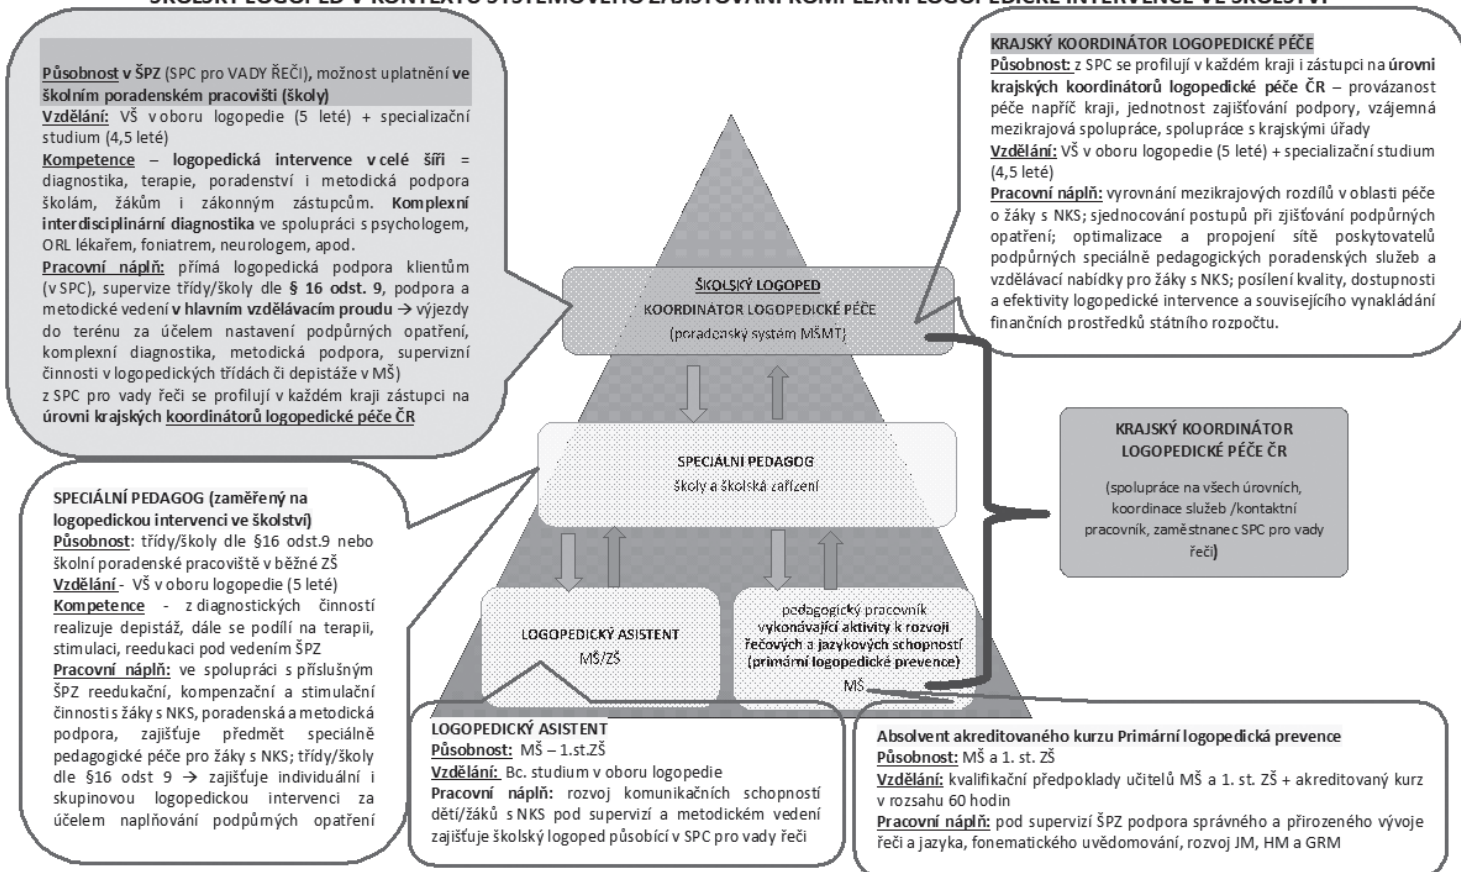 ŠKOLSKÝ LOGOPED V KONTEXTU SYSTÉMOVÉHO ZAJIŠŤOVÁNÍ KOMPLEXNÍ LOGOPEDICKÉ INTERVENCE VE ŠKOLSTVÍ
Působnost v ŠPZ (SPC pro VADY ŘEČI), možnost uplatnění ve
školním poradenském pracovišti (školy)
Vzdělání: VŠ v oboru logopedie (5 leté) + specializační
studium (4,5 leté)
Kompetence – logopedická intervence v celé šíři =
diagnostika, terapie, poradenství i metodická podpora
školám, žákům i zákonným zástupcům. Komplexní
interdisciplinární diagnostika ve spolupráci s psychologem,
ORL lékařem, foniatrem, neurologem, apod.
Pracovní náplň: přímá logopedická podpora klientům
(v SPC), supervize třídy/školy dle § 16 odst. 9, podpora a
metodické vedení v hlavním vzdělávacím proudu → výjezdy
do terénu za účelem nastavení podpůrných opatření,
komplexní diagnostika, metodická podpora, supervizní
činnosti v logopedických třídách či depistáže v MŠ)
z SPC pro vady řeči se profilují v každém kraji zástupci na
úrovni krajských koordinátorů logopedické péče ČR
KRAJSKÝ KOORDINÁTOR LOGOPEDICKÉ PÉČE
Působnost: z SPC se profilují v každém kraji i zástupci na úrovni
krajských koordinátorů logopedické péče ČR – provázanost
péče napříč kraji, jednotnost zajišťování podpory, vzájemná
mezikrajová spolupráce, spolupráce s krajskými úřady
Vzdělání: VŠ v oboru logopedie (5 leté) + specializační studium
(4,5 leté)
Pracovní náplň: vyrovnání mezikrajových rozdílů v oblasti péče
o žáky s NKS; sjednocování postupů při zjišťování podpůrných
opatření; optimalizace a propojení sítě poskytovatelů
podpůrných speciálně pedagogických poradenských služeb a
vzdělávací nabídky pro žáky s NKS; posílení kvality, dostupnosti
a efektivity logopedické intervence a souvisejícího vynakládání
finančních prostředků státního rozpočtu.
ŠKOLSKÝ LOGOPED
KOORDINÁTOR LOGOPEDICKÉ PÉČE
(poradenský systém MŠMT)
SPECIÁLNÍ PEDAGOG
školy a školská zařízení
KRAJSKÝ KOORDINÁTOR
LOGOPEDICKÉ PÉČE ČR
(spolupráce na všech úrovních,
koordinace služeb /kontaktní
pracovník, zaměstnanec SPC pro vady
řeči)
SPECIÁLNÍ PEDAGOG (zaměřený na
logopedickou intervenci ve školství)
Působnost: třídy/školy dle §16 odst.9 nebo
školní poradenské pracoviště v běžné ZŠ
Vzdělání - VŠ v oboru logopedie (5 leté)
Kompetence - z diagnostických činností
realizuje depistáž, dále se podílí na terapii,
stimulaci, reedukaci pod vedením ŠPZ
Pracovní náplň: ve spolupráci s příslušným
ŠPZ reedukační, kompenzační a stimulační
činnosti s žáky s NKS, poradenská a metodická
podpora, zajišťuje předmět speciálně
pedagogické péče pro žáky s NKS; třídy/školy
dle §16 odst 9 → zajišťuje individuální i
skupinovou logopedickou intervenci za
účelem naplňování podpůrných opatření
LOGOPEDICKÝ ASISTENT
MŠ/ZŠ
pedagogický pracovník
vykonávající aktivity k rozvoji
řečových a jazykových schopností
(primární logopedické prevence)
MŠ
LOGOPEDICKÝ ASISTENT
Působnost: MŠ – 1.st.ZŠ
Vzdělání: Bc. studium v oboru logopedie
Pracovní náplň: rozvoj komunikačních schopností
dětí/žáků s NKS pod supervizí a metodickém vedení
zajišťuje školský logoped působící v SPC pro vady řeči
Absolvent akreditovaného kurzu Primární logopedická prevence
Působnost: MŠ a 1. st. ZŠ
Vzdělání: kvalifikační předpoklady učitelů MŠ a 1. st. ZŠ + akreditovaný kurz
v rozsahu 60 hodin
Pracovní náplň: pod supervizí ŠPZ podpora správného a přirozeného vývoje
řeči a jazyka, fonematického uvědomování, rozvoj JM, HM a GRM